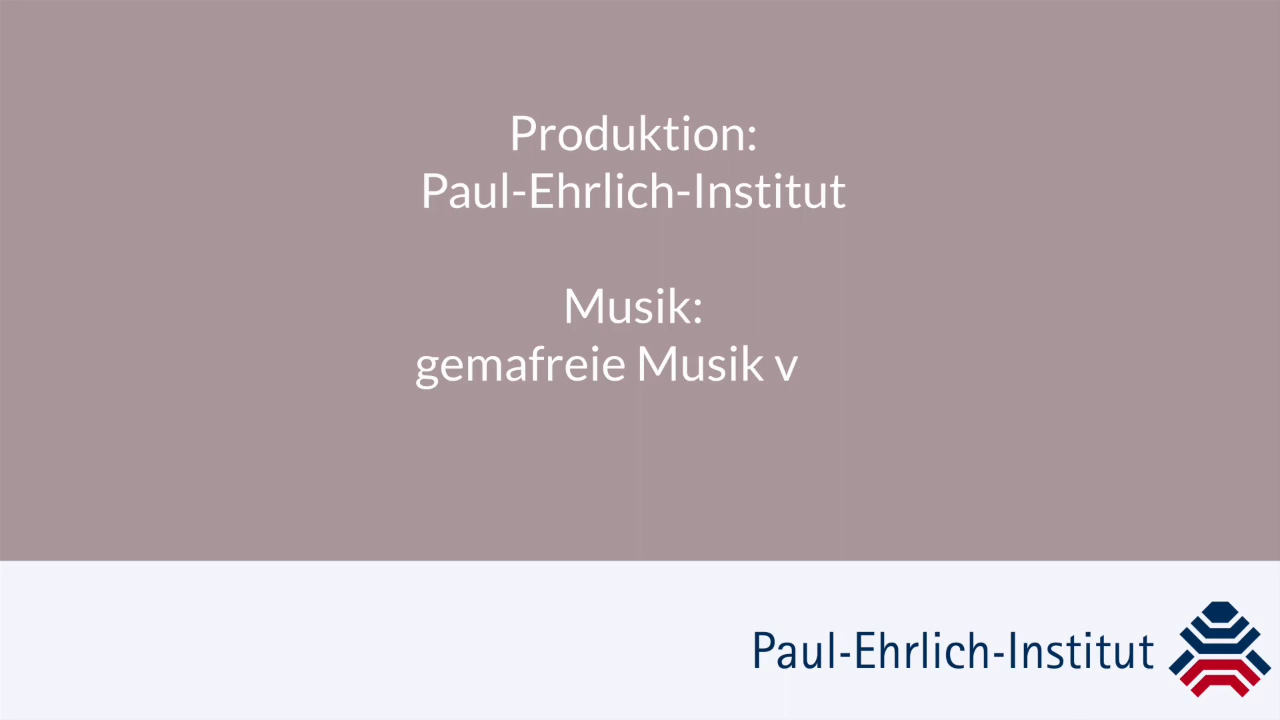 Produktion:
Paul-Ehrlich-Institut
Musik:
gemafreie Musik v
Paul-Ehrlich-Institut